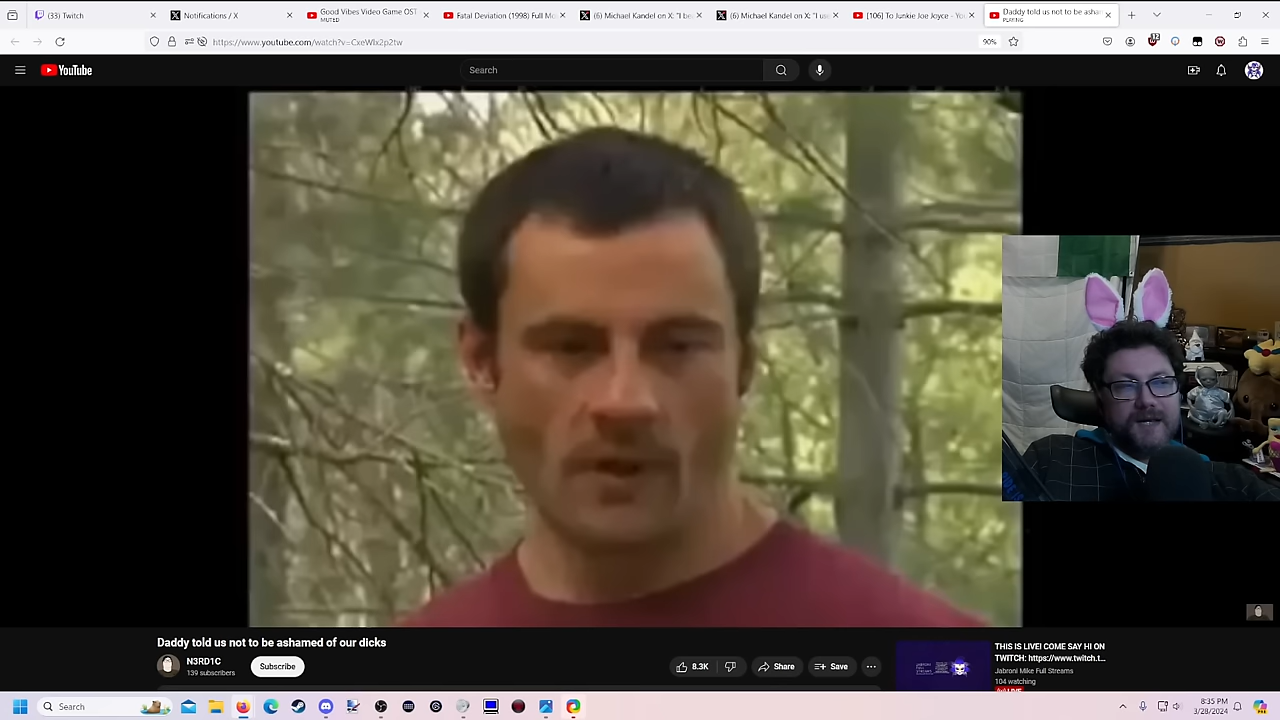 (33) Twitch
Notifications / X
Good Vibes Video Game OST
MUTED
Fatal Deviation (1998) Full Mo
(6) Michael Kandel on X: "I be
(6) Michael Kandel on X: "I use
(106) To Junkie Joe Joyce - Yo
Daddy told us not to be asham
PLAYING
https://www.youtube.com/watch?v=CxeWlx2p2tw
90%
YouTube
Search
Daddy told us not to be ashamed of our dicks
N3RD1C
139 subscribers
Subscribe
8.3K
Share
Save
THIS IS LIVE! COME SAY HI ON
TWITCH: https://www.twitch.t...
Jabroni Mike Full Streams
104 watching
Search
8:35 PM
3/28/2024